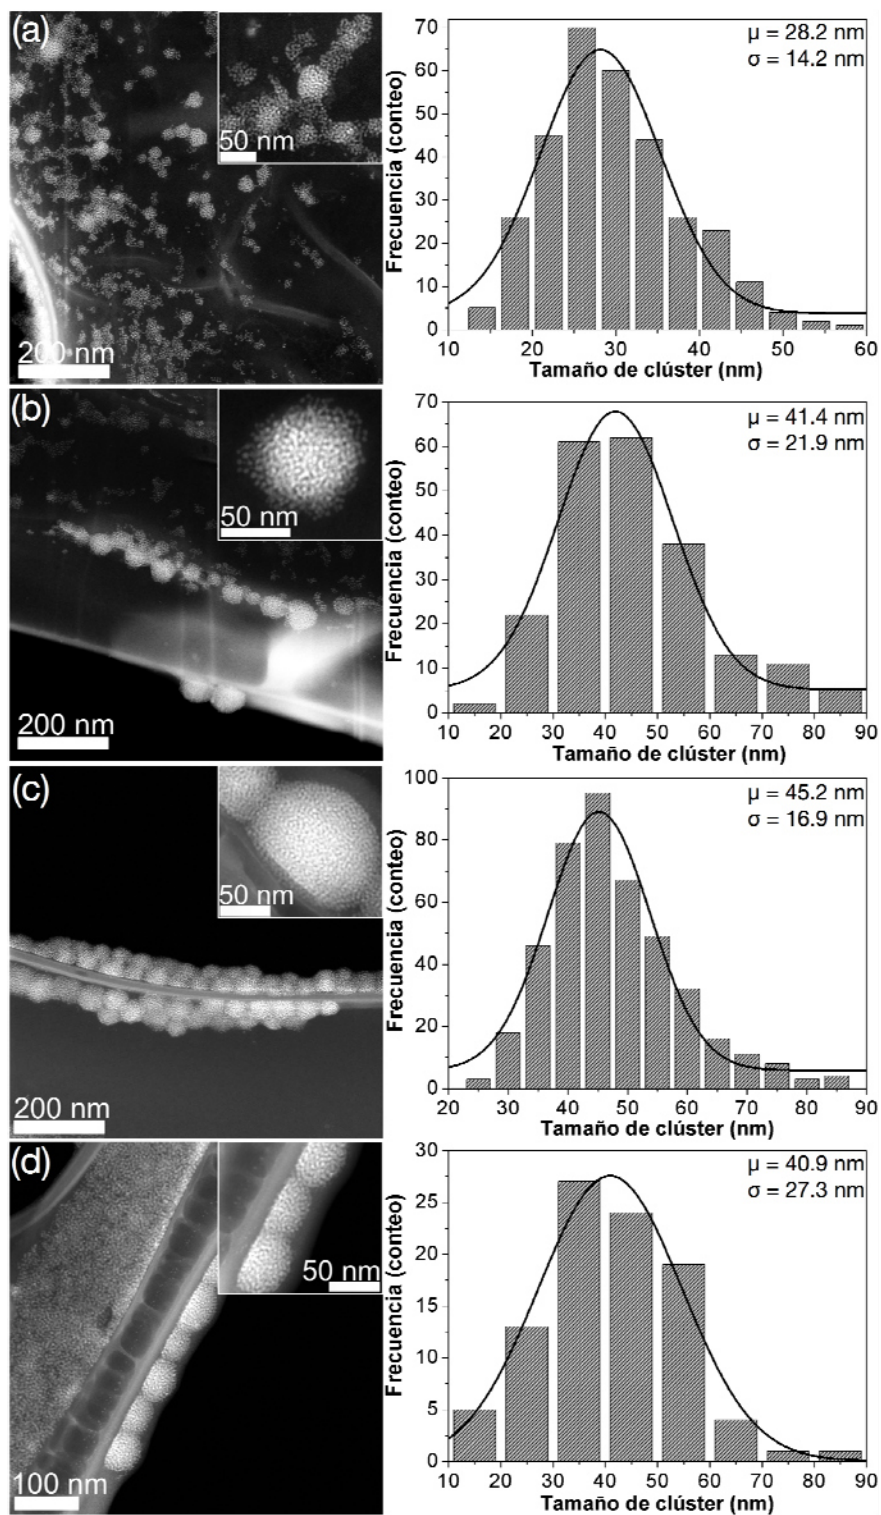 (a)
50 nm
200 nm
Frecuencia (conteo)
70
60
50
40
30
20
10
0
10 20 30 40 50 60
Tamaño de clúster (nm)
μ = 28.2 nm
σ = 14.2 nm
(b)
50 nm
200 nm
Frecuencia (conteo)
70
60
50
40
30
20
10
0
10 20 30 40 50 60 70 80 90
Tamaño de clúster (nm)
μ = 41.4 nm
σ = 21.9 nm
(c)
50 nm
200 nm
Frecuencia (conteo)
100
80
60
40
20
0
20 30 40 50 60 70 80 90
Tamaño de clúster (nm)
μ = 45.2 nm
σ = 16.9 nm
(d)
50 nm
100 nm
Frecuencia (conteo)
30
25
20
15
10
5
0
10 20 30 40 50 60 70 80 90
Tamaño de clúster (nm)
μ = 40.9 nm
σ = 27.3 nm